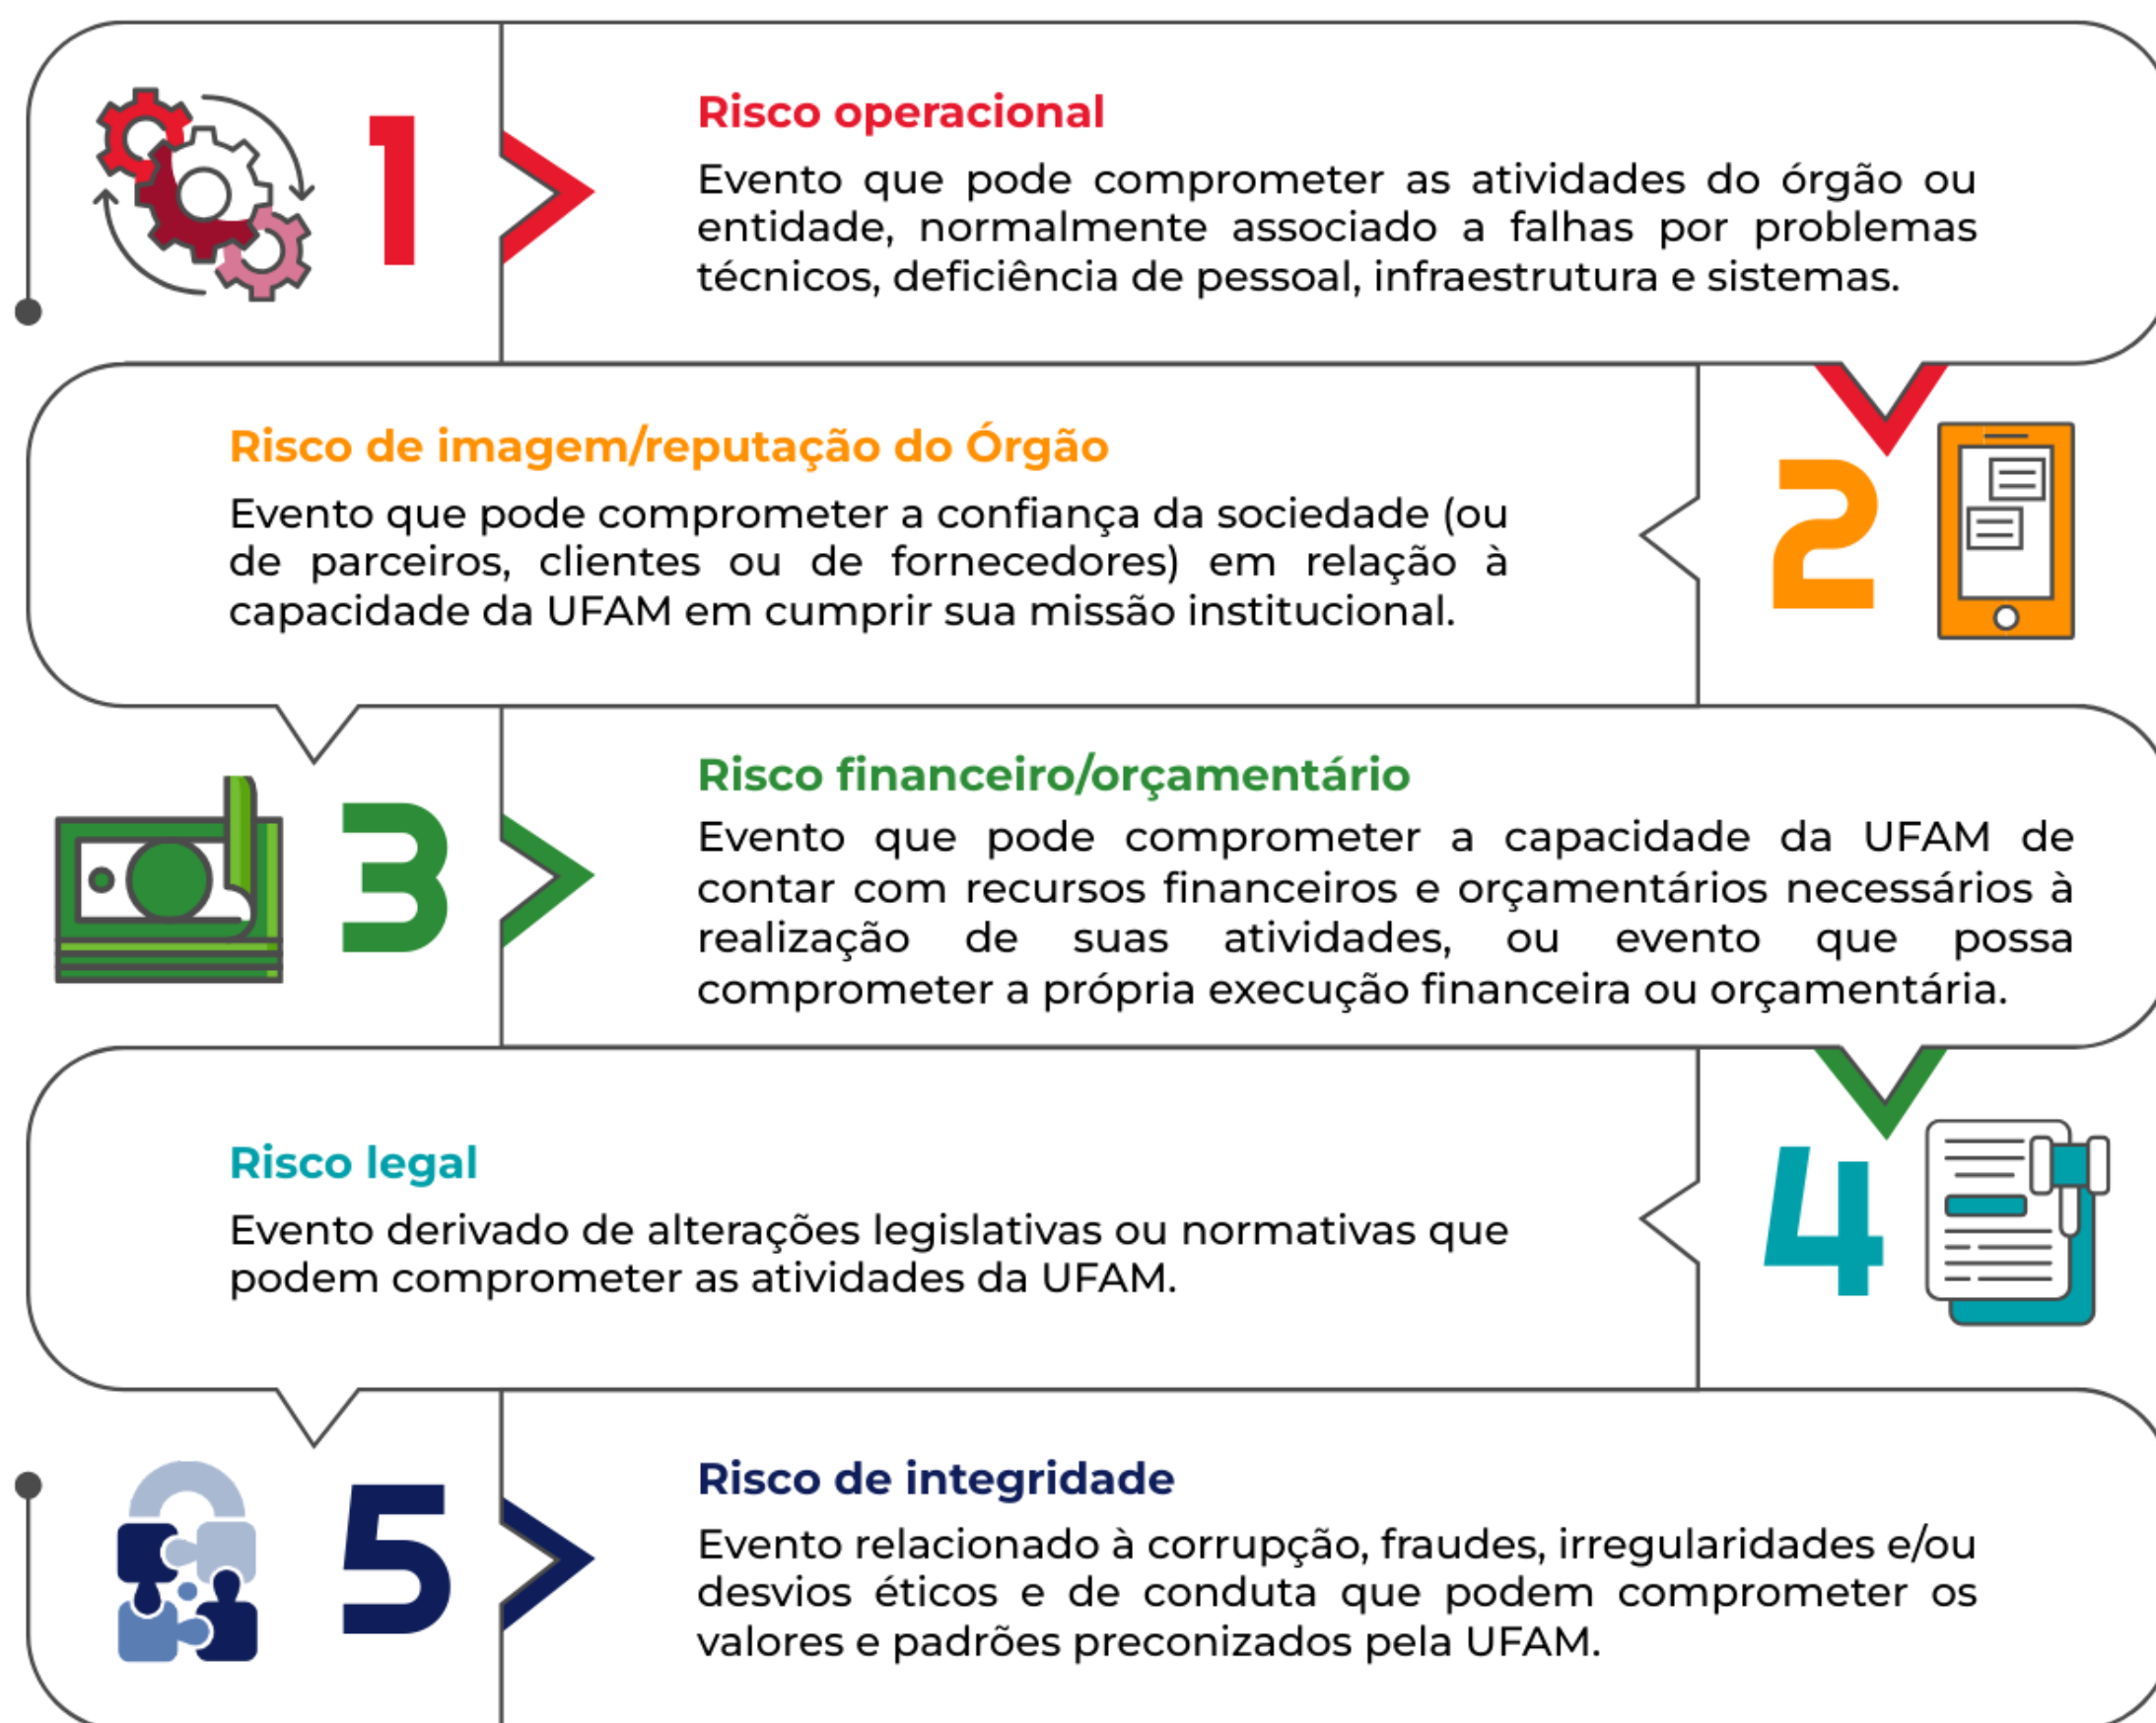 1
Risco operacional
Evento que pode comprometer as atividades do órgão ou
entidade, normalmente associado a falhas por problemas
técnicos, deficiência de pessoal, infraestrutura e sistemas.
Risco de imagem/reputação do Órgão
Evento que pode comprometer a confiança da sociedade (ou
de parceiros, clientes ou de fornecedores) em relação à
capacidade da UFAM em cumprir sua missão institucional.
2
3
Risco financeiro/orçamentário
Evento que pode comprometer a capacidade da UFAM de
contar com recursos financeiros e orçamentários necessários à
realização de suas atividades, ou evento que possa
comprometer a própria execução financeira ou orçamentária.
Risco legal
Evento derivado de alterações legislativas ou normativas que
podem comprometer as atividades da UFAM.
4
5
Risco de integridade
Evento relacionado à corrupção, fraudes, irregularidades e/ou
desvios éticos e de conduta que podem comprometer os
valores e padrões preconizados pela UFAM.